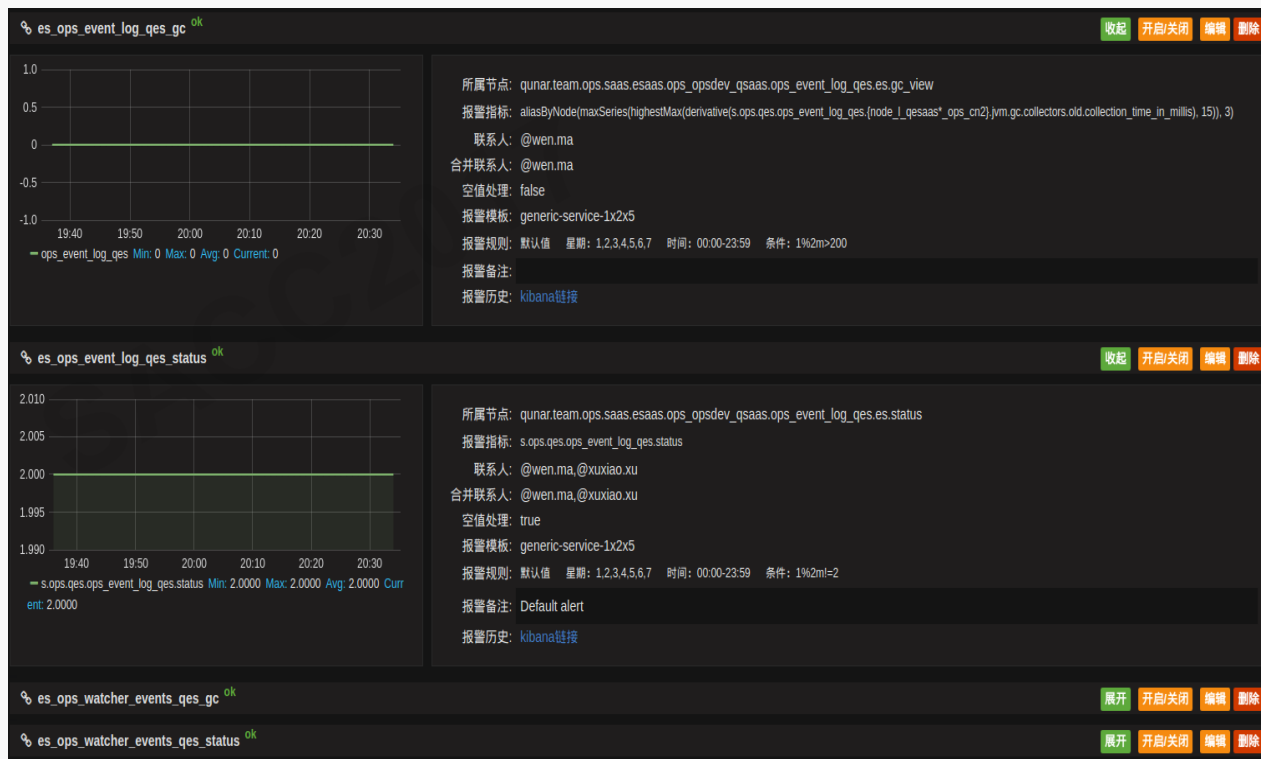 es_ops_event_log_qes_gc ok 收起 开启/关闭 编辑 删除
1.0
0.5
0
-0.5
-1.0
19:40 19:50 20:00 20:10 20:20 20:30
ops_event_log_qes Min: 0 Max: 0 Avg: 0 Current: 0
所属节点: qunar.team.ops.saas.esaas.ops_opsdev_qsaas.ops_event_log_qes.es.gc_view
报警指标: aliasByNode(maxSeries(highestMax(derivative(s.ops.qes.ops_event_log_qes.{node_l_qesaas*_ops_cn2}.jvm.gc.collectors.old.collection_time_in_millis), 15)), 3)
联系人: @wen.ma
合并联系人: @wen.ma
空值处理: false
报警模板: generic-service-1x2x5
报警规则: 默认值 星期: 1,2,3,4,5,6,7 时间: 00:00-23:59 条件: 1%2m>200
报警备注:
报警历史: kibana链接
es_ops_event_log_qes_status ok 收起 开启/关闭 编辑 删除
2.010
2.005
2.000
1.995
1.990
19:40 19:50 20:00 20:10 20:20 20:30
s.ops.qes.ops_event_log_qes.status Min: 2.0000 Max: 2.0000 Avg: 2.0000 Curr
ent: 2.0000
所属节点: qunar.team.ops.saas.esaas.ops_opsdev_qsaas.ops_event_log_qes.es.status
报警指标: s.ops.qes.ops_event_log_qes.status
联系人: @wen.ma,@xuxiao.xu
合并联系人: @wen.ma,@xuxiao.xu
空值处理: true
报警模板: generic-service-1x2x5
报警规则: 默认值 星期: 1,2,3,4,5,6,7 时间: 00:00-23:59 条件: 1%2m!=2
报警备注: Default alert
报警历史: kibana链接
es_ops_watcher_events_qes_gc ok 展开 开启/关闭 编辑 删除
es_ops_watcher_events_qes_status ok 展开 开启/关闭 编辑 删除